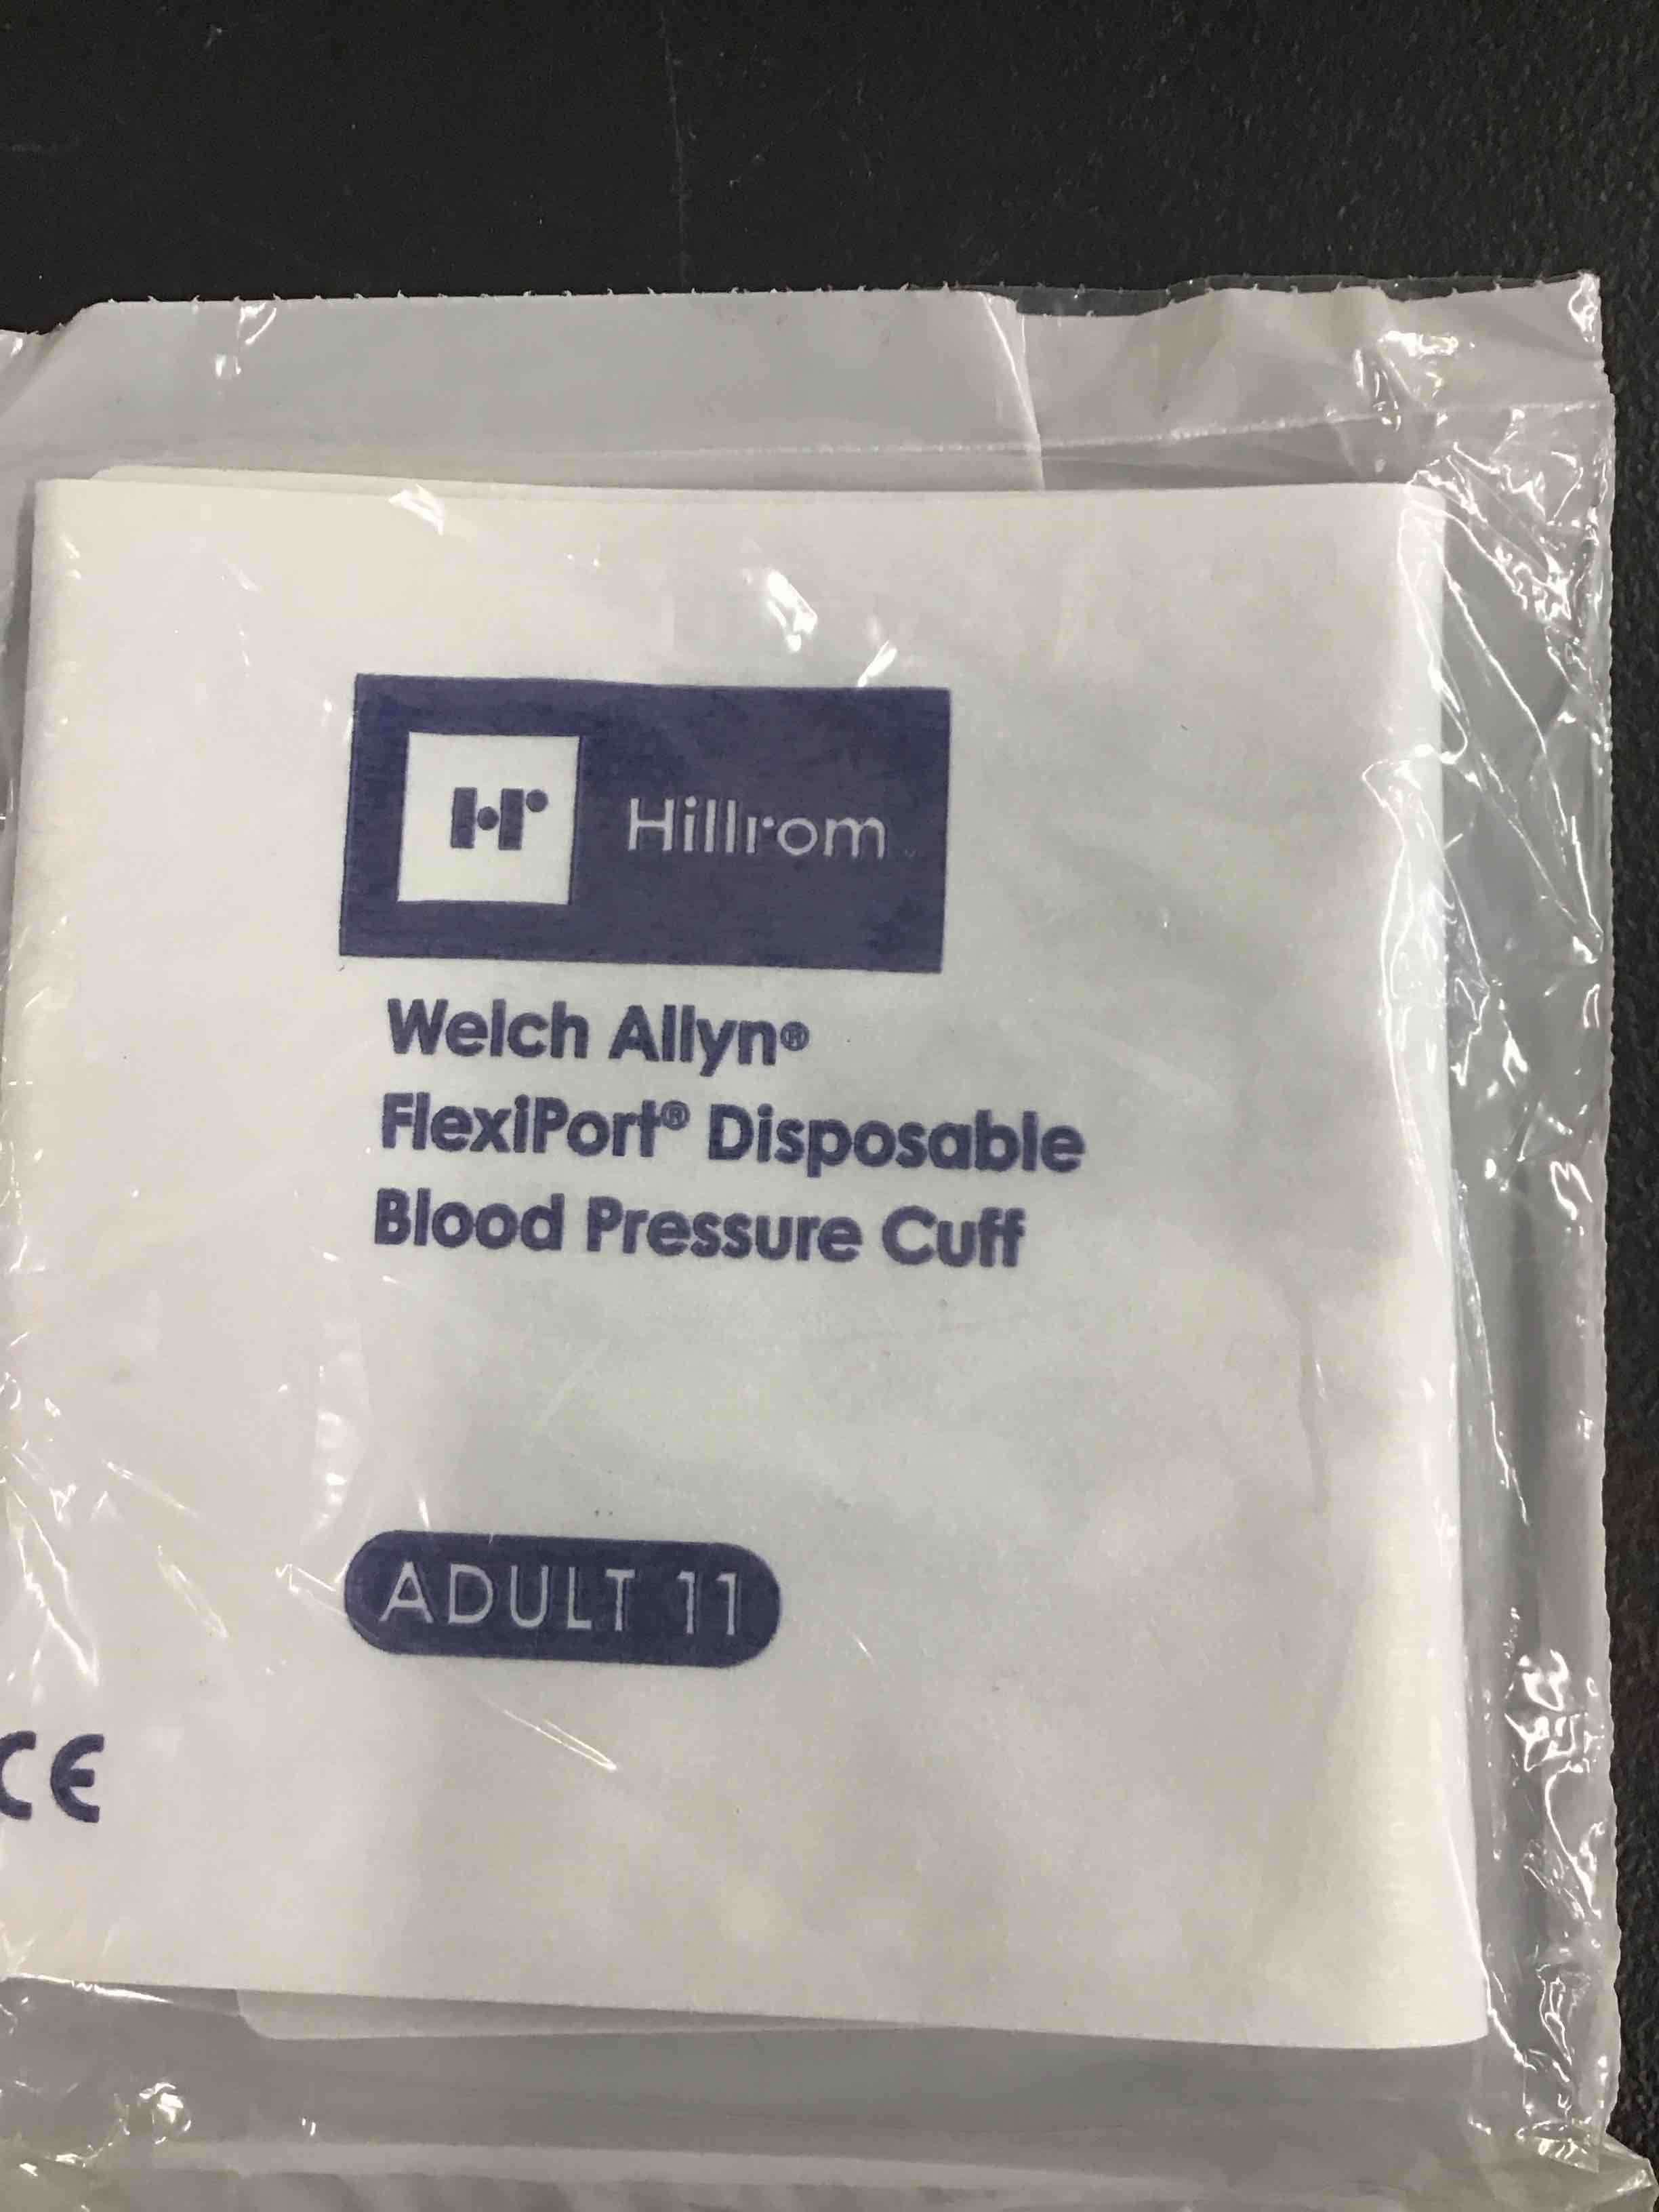 Hillrom
Welch Allyn®
FlexiPort® Disposable
Blood Pressure Cuff
ADULT 11
CE